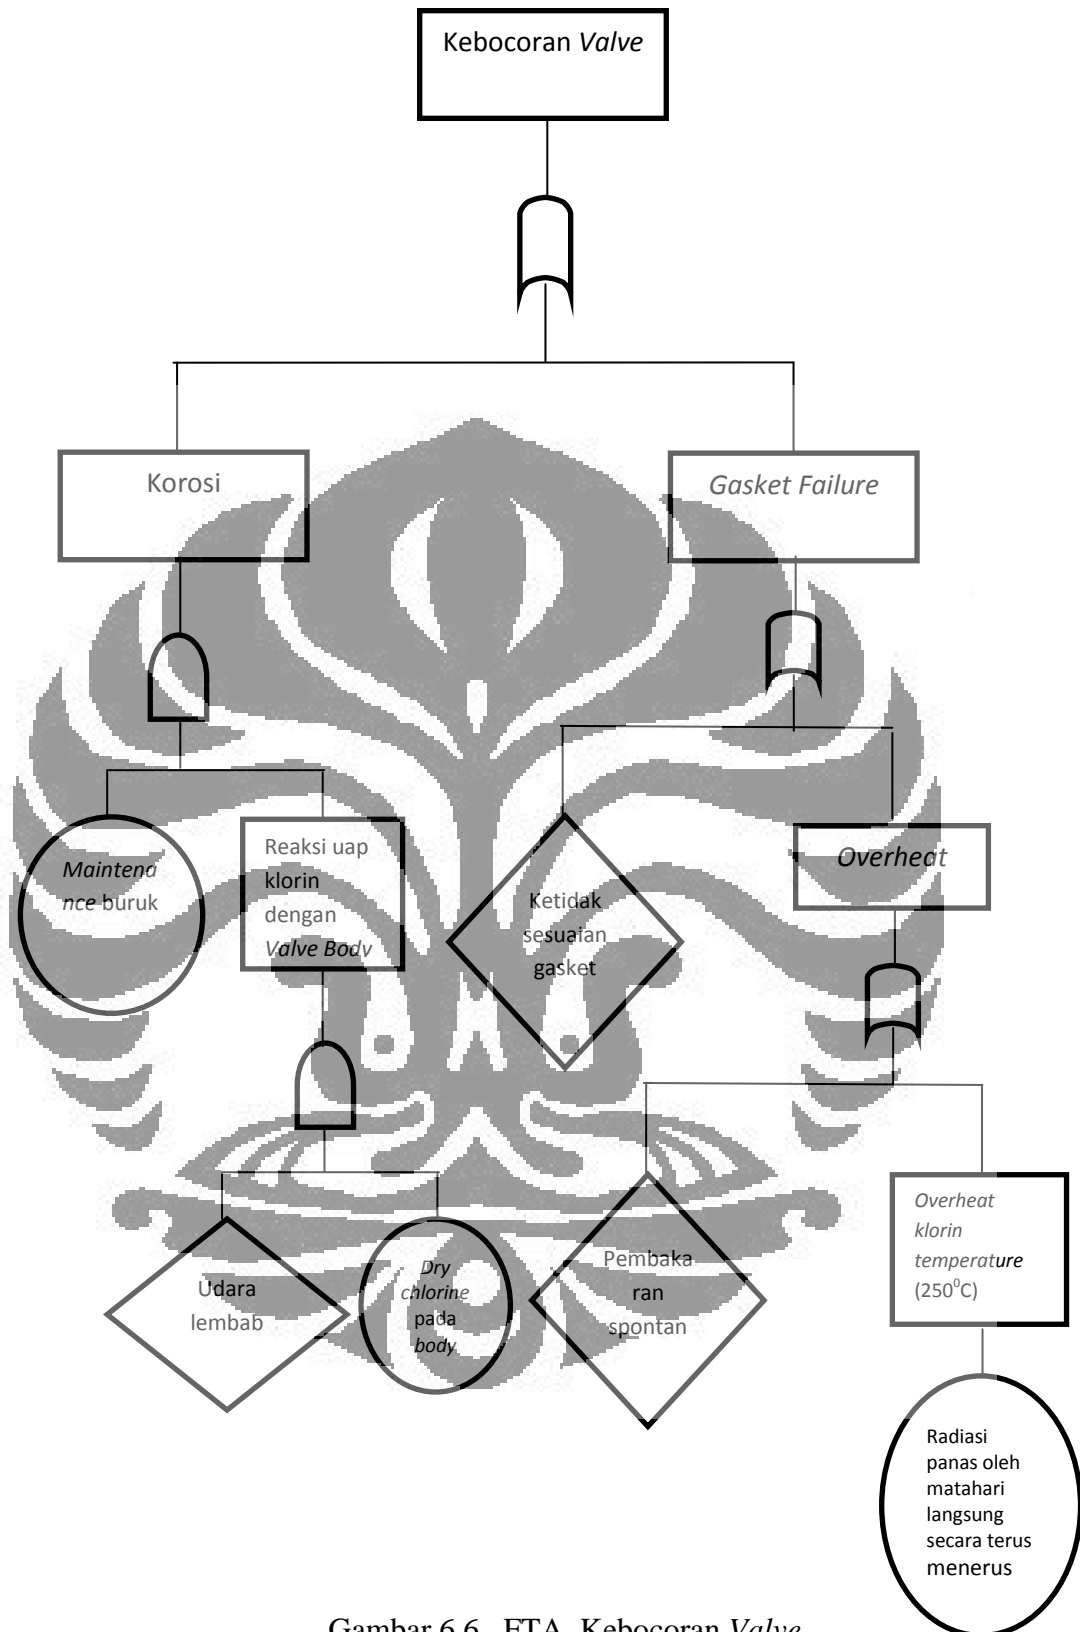 Kebocoran Valve
Korosi
Gasket Failure
Maintena
nce buruk
Reaksi uap
klorin
dengan
Valve Body
Ketidak
sesuaian
gasket
Overheat
Udara
lembab
Dry
chlorine
pada
body
Pembaka
ran
spontan
Overheat
klorin
temperature
(250⁰C)
Radiasi
panas oleh
matahari
langsung
secara terus
menerus
Gambar 6.6 FTA Kebocoran Valve